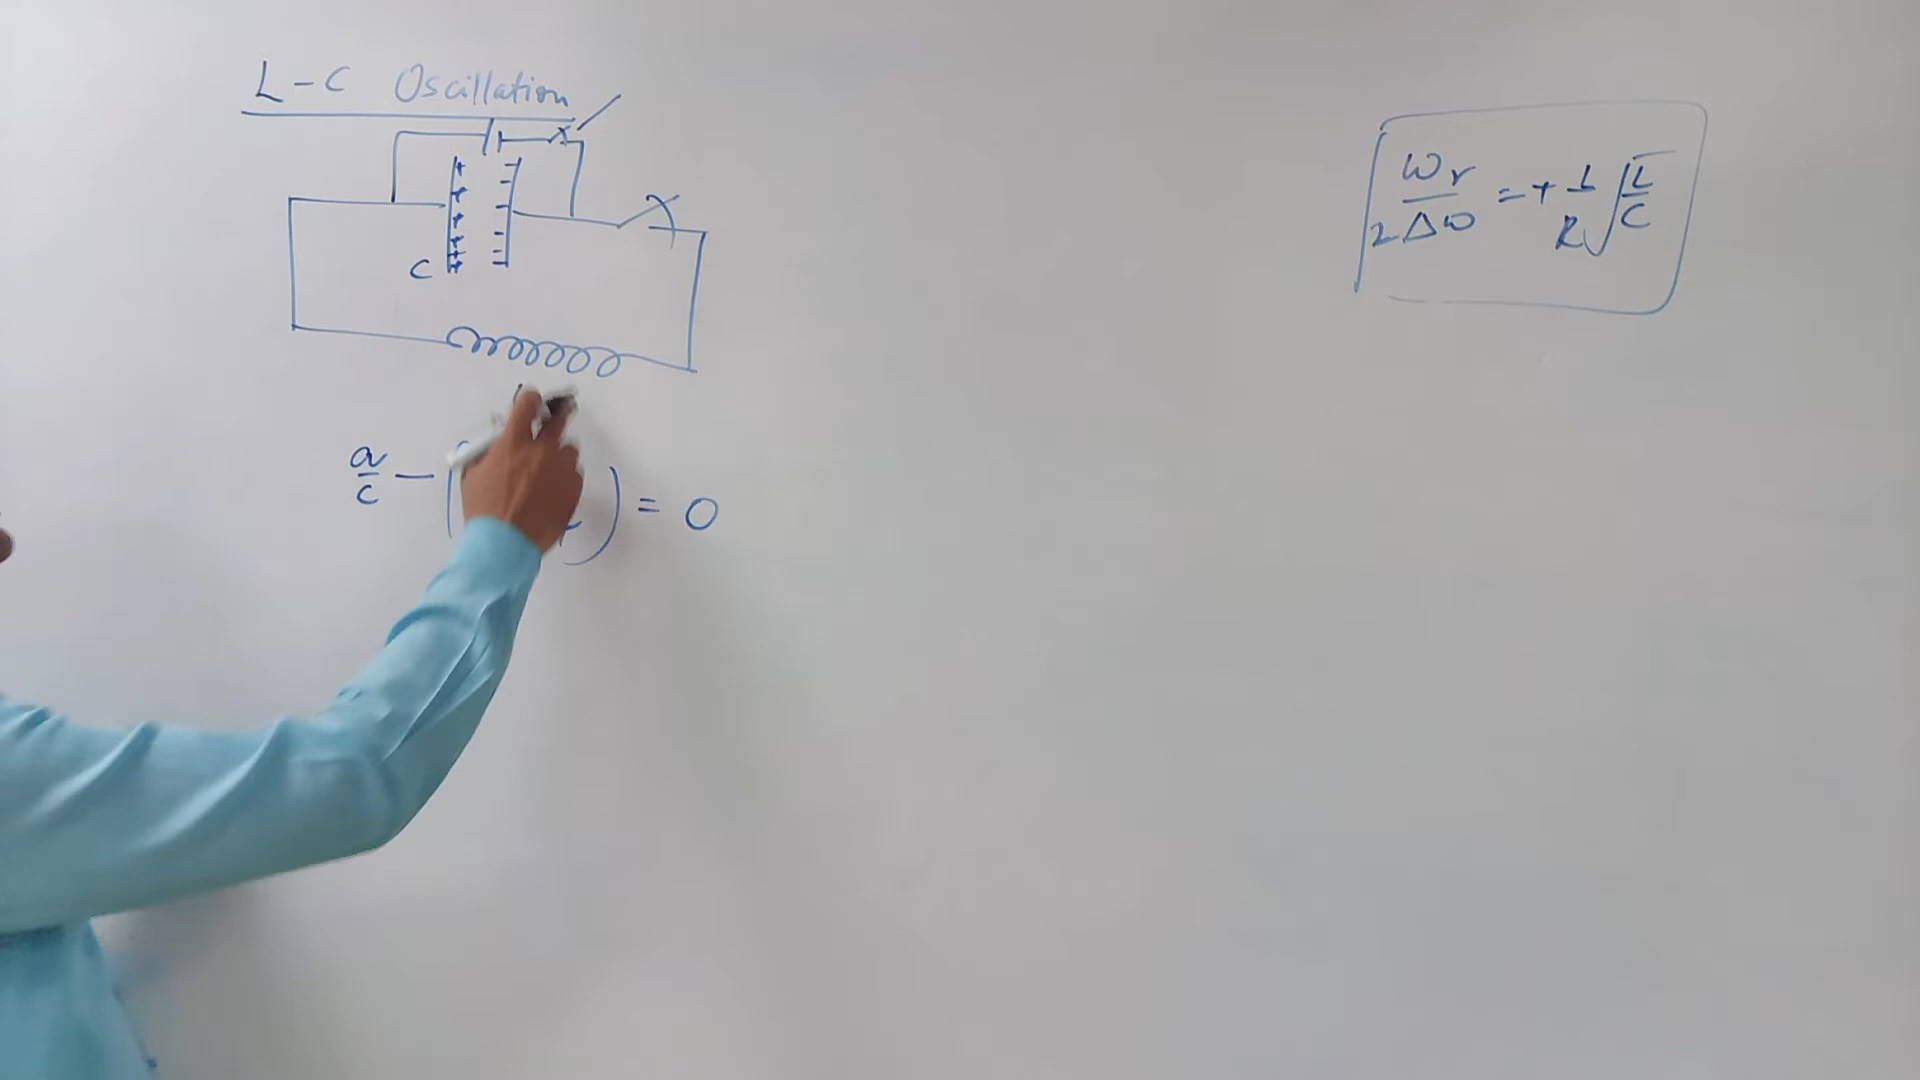 L-C Oscillation
+ + + + + +
- - - - - -
C
q/c - ( ) = 0
ωr/2Δω = + 1/R √L/C